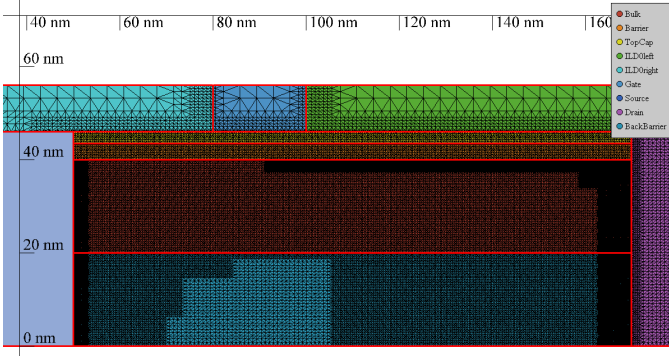 40 nm
60 nm
80 nm
100 nm
120 nm
140 nm
160
Bulk
Barrier
TopCap
ILD0left
ILD0right
Gate
Source
Drain
BackBarrier
60 nm
40 nm
20 nm
0 nm